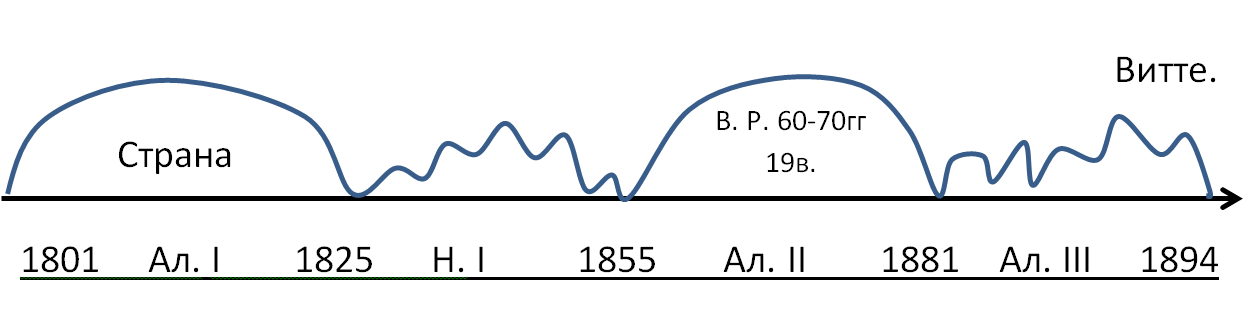 Витте.
В. Р. 60-70гг
19в.
Страна
1801 Ал. I 1825 Н. I 1855 Ал. II 1881 Ал. III 1894